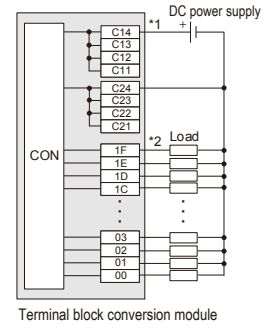 DC power supply
*1
+
C14
C13
C12
C11
C24
C23
C22
C21
*2 Load
CON
1F
1E
1D
1C
03
02
01
00
Terminal block conversion module